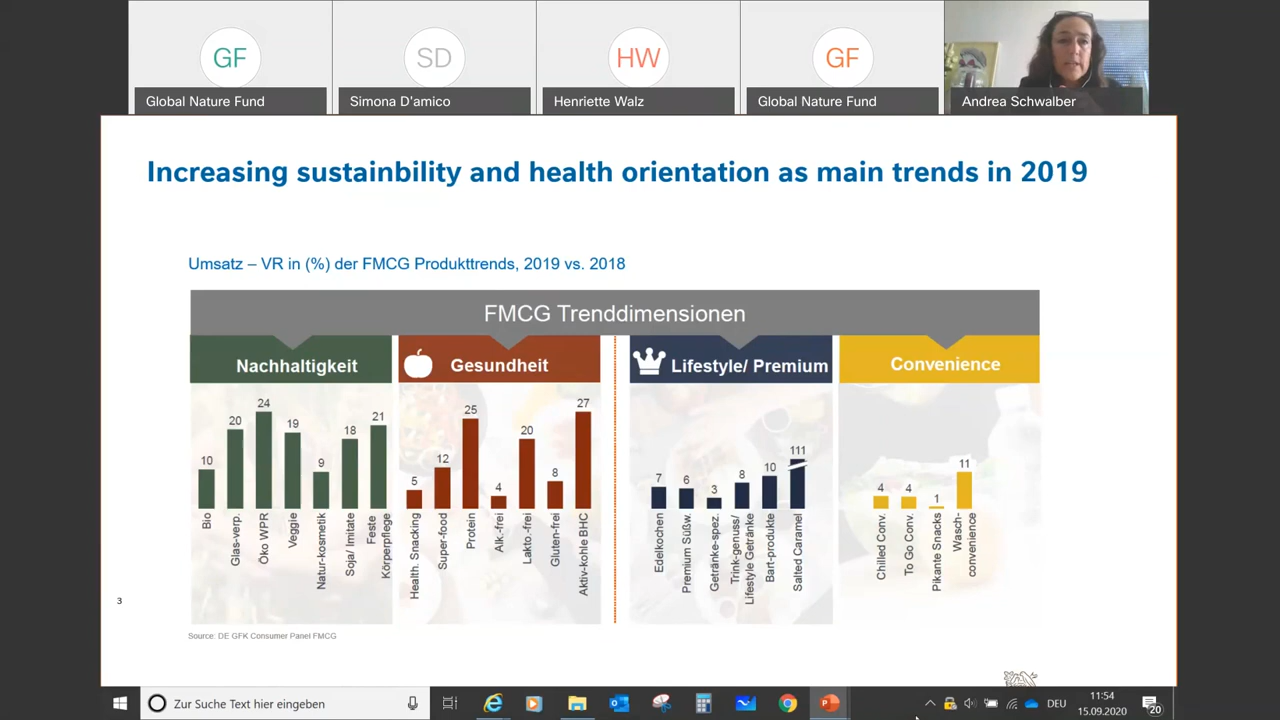 GF
SD
HW
GF
Global Nature Fund
Simona D'amico
Henriette Walz
Global Nature Fund
Andrea Schwalber
Increasing sustainbility and health orientation as main trends in 2019
Umsatz – VR in (%) der FMCG Produkttrends, 2019 vs. 2018
FMCG Trenddimensionen
Nachhaltigkeit
10
20
24
19
9
18
21
Bio
Glas-verp.
Öko WPR
Veggie
Natur-kosmetik
Soja/ Imitate
Feste
Körperpflege
Gesundheit
5
12
25
4
20
8
27
Health. Snacking
Super-food
Protein
Alk.-frei
Lakto.-frei
Gluten-frei
Aktiv-kohle BHC
Lifestyle/ Premium
7
6
3
8
10
111
Edelkochen
Premium Süßw.
Getränke-spez.
Trink-genuss/
Lifestyle Getränke
Bart-produkte
Salted Caramel
Convenience
4
4
1
11
Chilled Conv.
To Go Conv.
Pikante Snacks
Wasch-
convenience
3
Source: DE GFK Consumer Panel FMCG
Zur Suche Text hier eingeben
DEU
11:54
15.09.2020
20